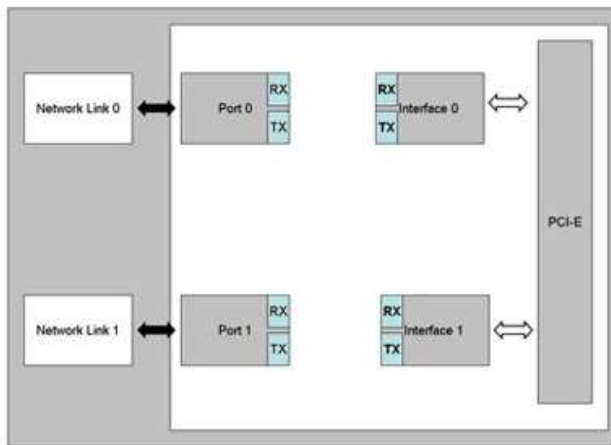 Network Link 0
Port 0
RX
TX
RX
TX
Interface 0
PCI-E
Network Link 1
Port 1
RX
TX
RX
TX
Interface 1